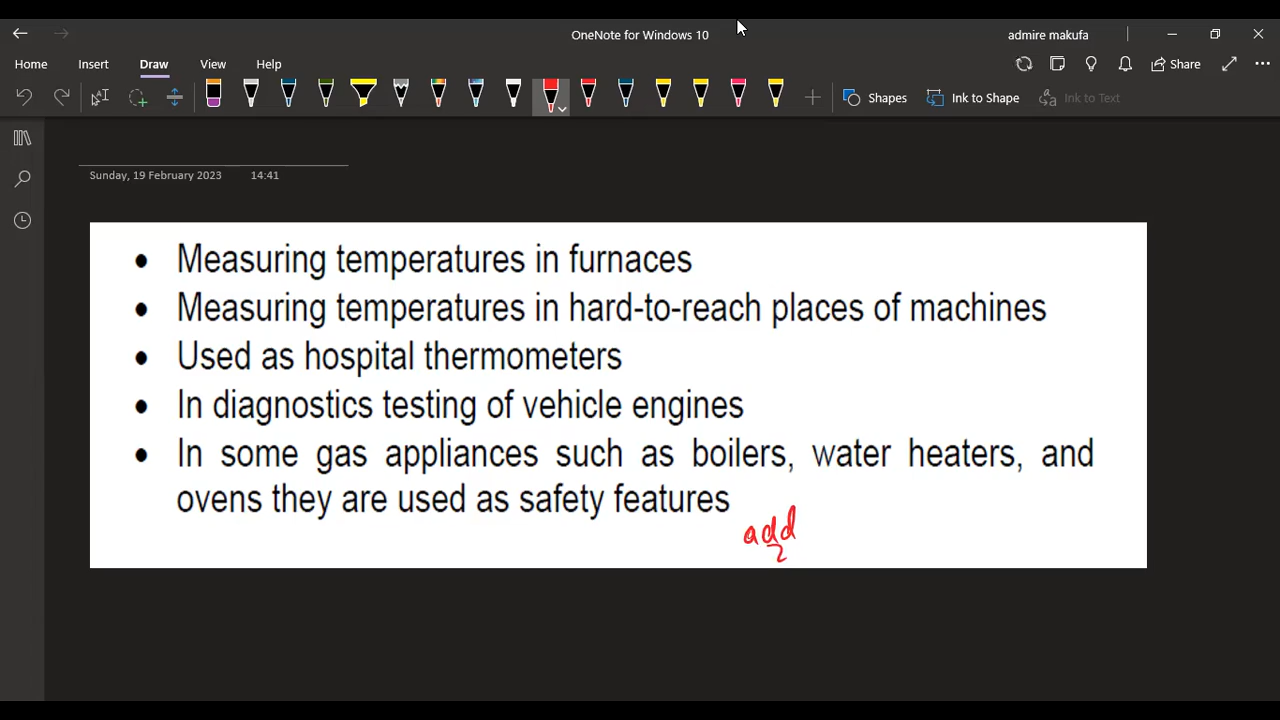 OneNote for Windows 10
admire makufa
Home Insert Draw View Help
Share
Shapes
Ink to Shape
Ink to Text
Sunday, 19 February 2023 14:41
• Measuring temperatures in furnaces
• Measuring temperatures in hard-to-reach places of machines
• Used as hospital thermometers
• In diagnostics testing of vehicle engines
• In some gas appliances such as boilers, water heaters, and
ovens they are used as safety features
add
2